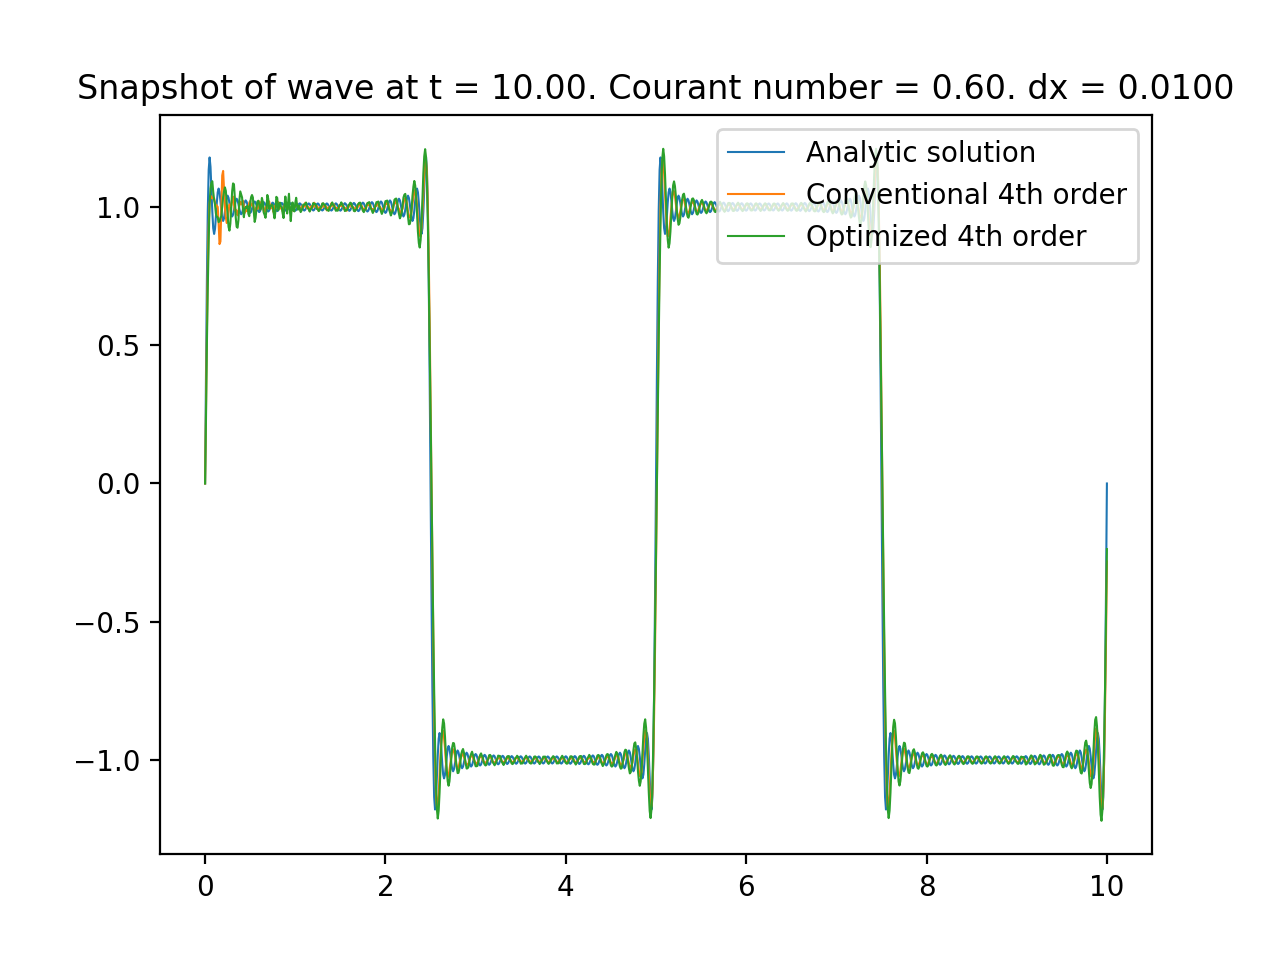 Snapshot of wave at t = 10.00. Courant number = 0.60. dx = 0.0100
Analytic solution
Conventional 4th order
Optimized 4th order
1.0
0.5
0.0
−0.5
−1.0
0 2 4 6 8 10